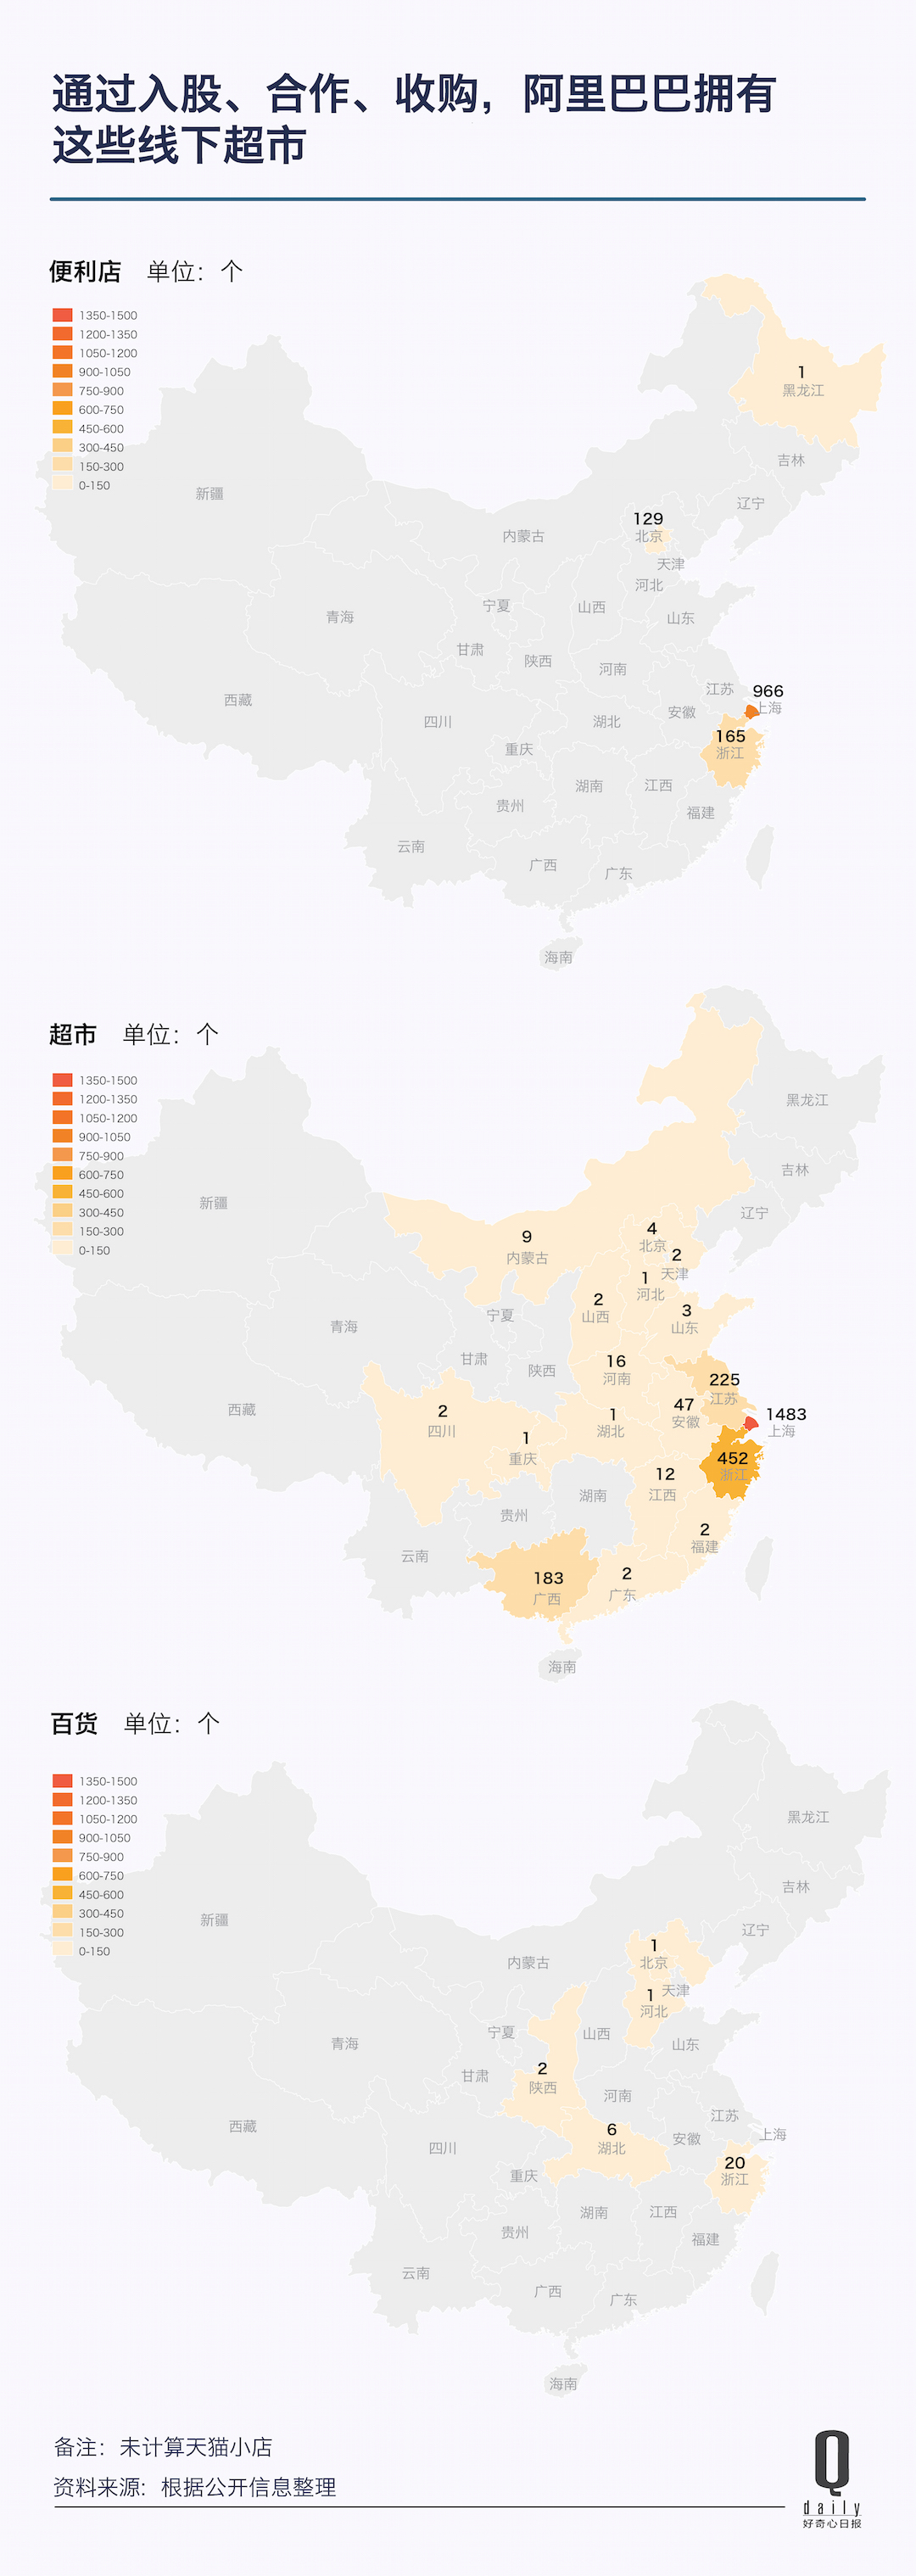 通过入股、合作、收购，阿里巴巴拥有
这些线下超市
便利店 单位：个
1350-1500
1200-1350
1050-1200
900-1050
750-900
600-750
450-600
300-450
150-300
0-150
1
黑龙江
吉林
新疆
辽宁
129
内蒙古
北京
天津
河北
宁夏
山西
青海
山东
甘肃
陕西
河南
江苏
966
西藏
上海
四川
湖北
安徽
165
重庆
浙江
湖南
江西
贵州
福建
云南
广西
广东
海南
超市 单位：个
1350-1500
1200-1350
1050-1200
900-1050
750-900
600-750
450-600
300-450
150-300
0-150
黑龙江
吉林
新疆
辽宁
4
9
北京
内蒙古
2
天津
1
河北
2
3
宁夏
山西
青海
山东
甘肃
16
陕西
河南
225
江苏
47
西藏
2
1
安徽
1483
四川
湖北
上海
1
重庆
452
12
浙江
湖南
江西
贵州
2
福建
云南
183
2
广西
广东
海南
百货 单位：个
1350-1500
1200-1350
1050-1200
900-1050
750-900
600-750
450-600
300-450
150-300
0-150
黑龙江
吉林
新疆
辽宁
1
内蒙古
北京
1
天津
河北
宁夏
山西
青海
山东
2
甘肃
陕西
河南
江苏
西藏
6
上海
四川
湖北
安徽
20
重庆
浙江
湖南
江西
贵州
福建
云南
广西
广东
海南
备注：未计算天猫小店
资料来源：根据公开信息整理
Q
daily
好奇心日报